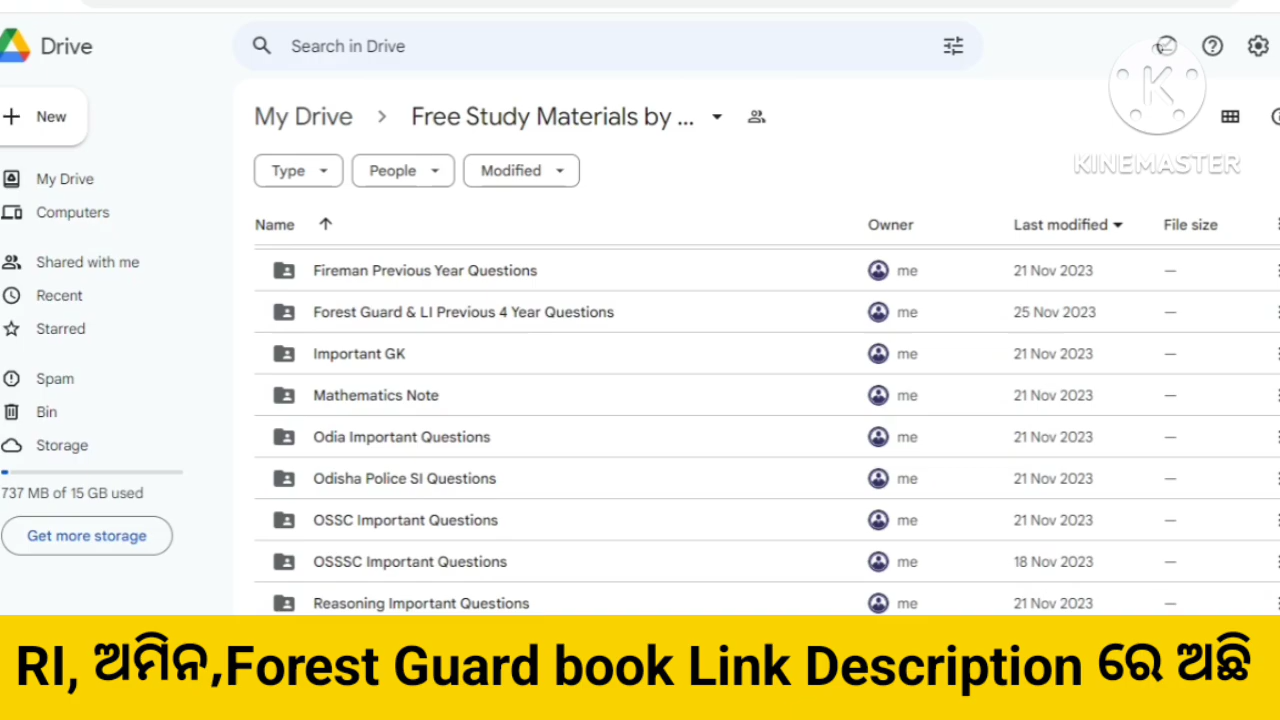 Drive
Search in Drive
New
My Drive > Free Study Materials by ...
K
KINEMASTER
Type People Modified
My Drive
Computers
Shared with me
Recent
Starred
Spam
Bin
Storage
737 MB of 15 GB used
Get more storage
Name Owner Last modified File size
Fireman Previous Year Questions me 21 Nov 2023 —
Forest Guard & LI Previous 4 Year Questions me 25 Nov 2023 —
Important GK me 21 Nov 2023 —
Mathematics Note me 21 Nov 2023 —
Odia Important Questions me 21 Nov 2023 —
Odisha Police SI Questions me 21 Nov 2023 —
OSSC Important Questions me 21 Nov 2023 —
OSSSC Important Questions me 18 Nov 2023 —
Reasoning Important Questions me 21 Nov 2023 —
RI, ଅମିନ,Forest Guard book Link Description ରେ ଅଛି